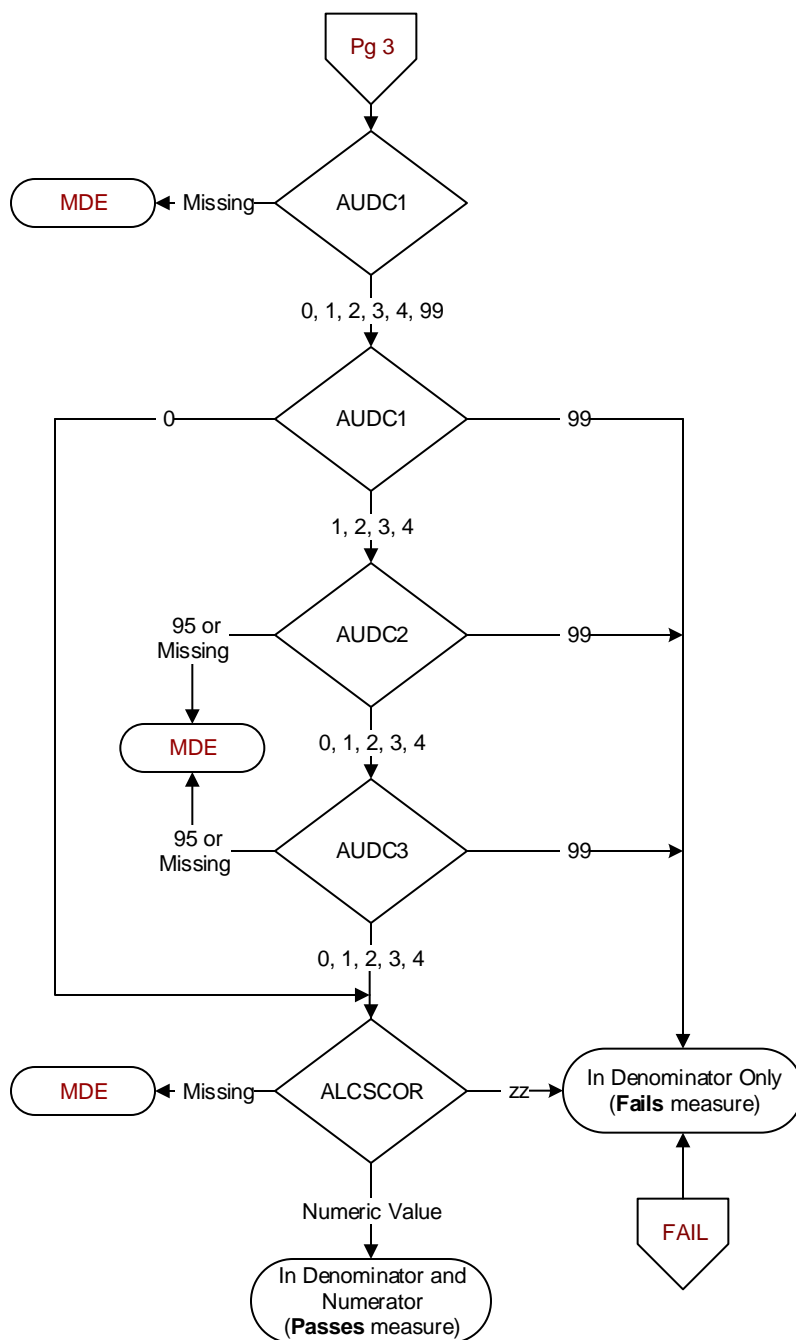 Pg 3
AUDC1
Missing
MDE
0, 1, 2, 3, 4, 99
0
AUDC1
99
1, 2, 3, 4
95 or
Missing
AUDC2
99
MDE
0, 1, 2, 3, 4
95 or
Missing
AUDC3
99
0, 1, 2, 3, 4
MDE
Missing
ALCSCOR
zz
In Denominator Only
(Fails measure)
Numeric Value
FAIL
In Denominator and
Numerator
(Passes measure)